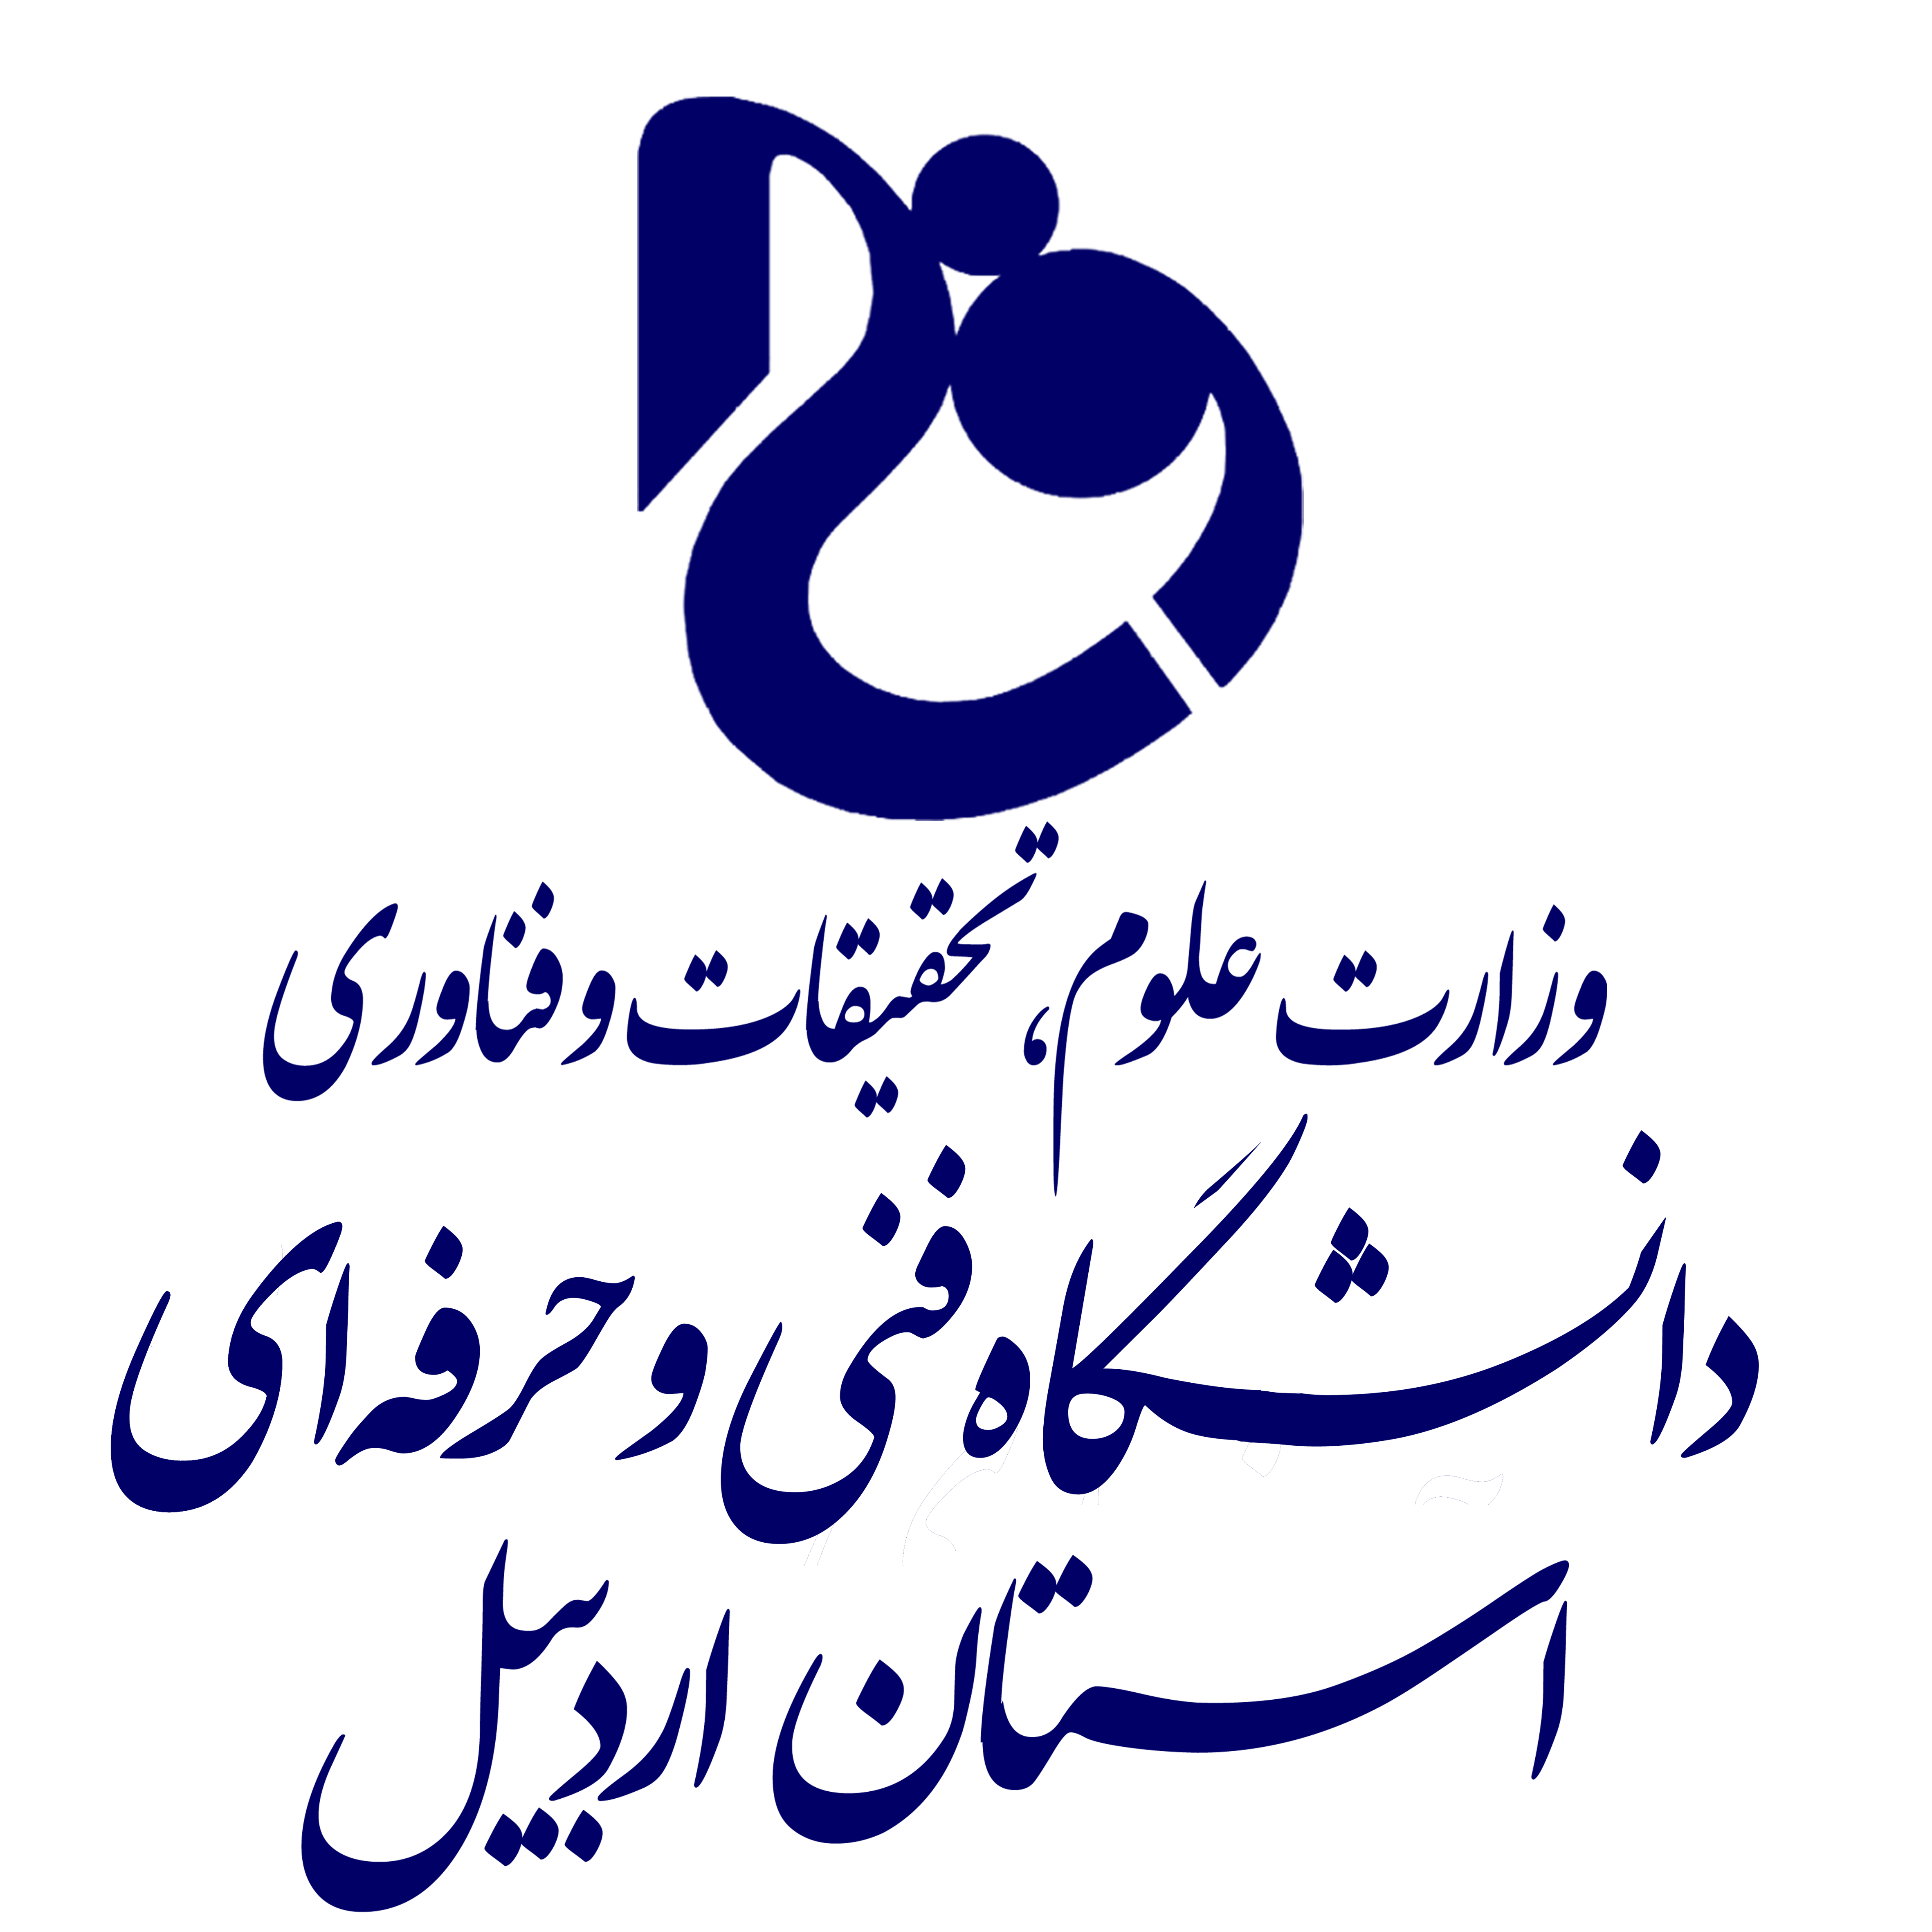 وزارت علوم، تحقیقات و فناوری
دانشگاه فنی و حرفه ای
استان اردبیل